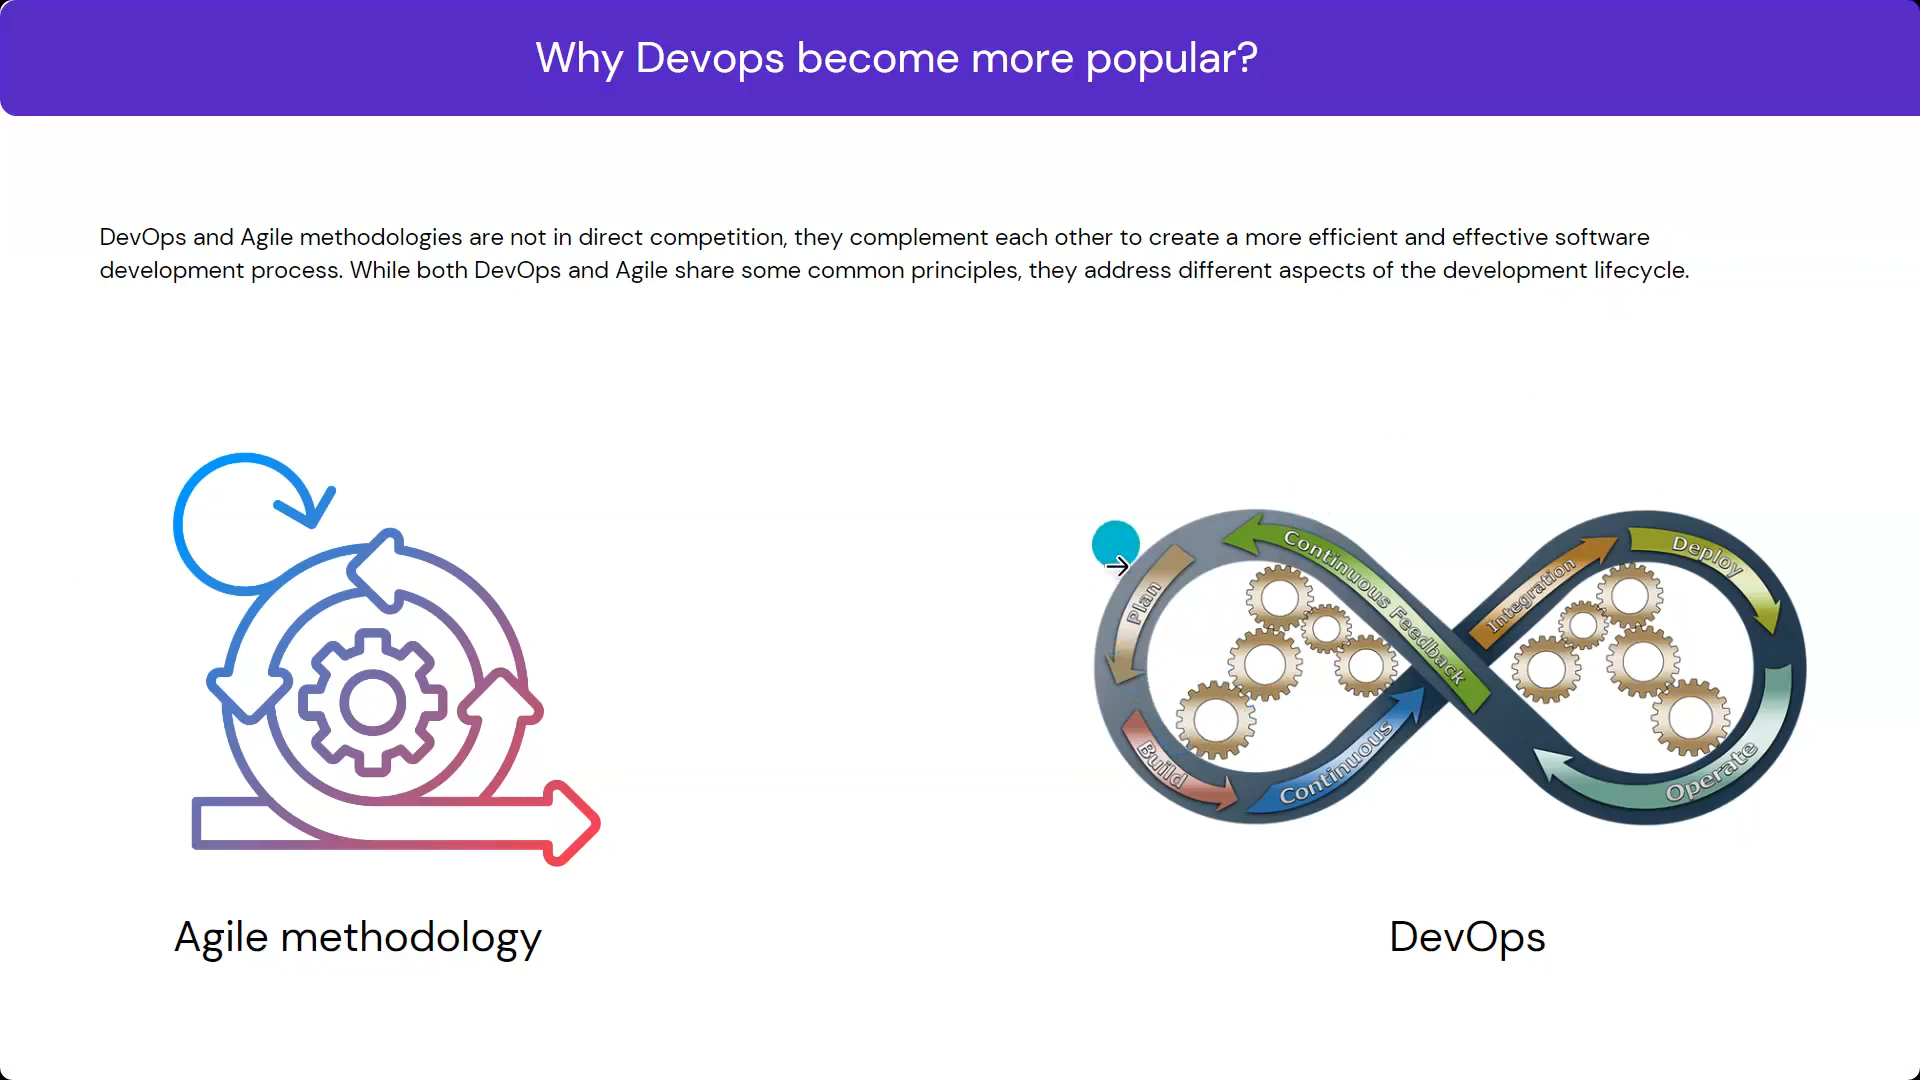 Why Devops become more popular?
DevOps and Agile methodologies are not in direct competition, they complement each other to create a more efficient and effective software
development process. While both DevOps and Agile share some common principles, they address different aspects of the development lifecycle.
Plan
Build
Continuous
Integration
Deploy
Operate
Continuous Feedback
Agile methodology
DevOps